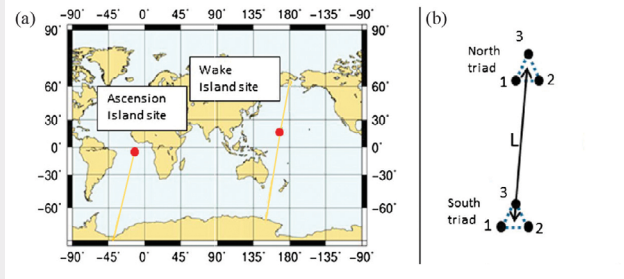 (a)
-90° -45° 0° 45° 90° 135° 180° -135° -90°
90° 90°
Wake
Island site
60° 60°
Ascension
Island site
30° 30°
0° 0°
-30° -30°
-60° -60°
-90° -45° 0° 45° 90° 135° 180° -135° -90°
(b)
3
North
triad
1 2
L
3
South
triad
1 2